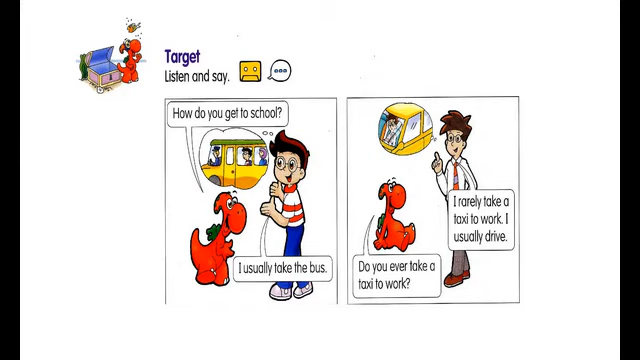 Target
Listen and say.
How do you get to school?
I usually take the bus.
Do you ever take a
taxi to work?
I rarely take a
taxi to work. I
usually drive.